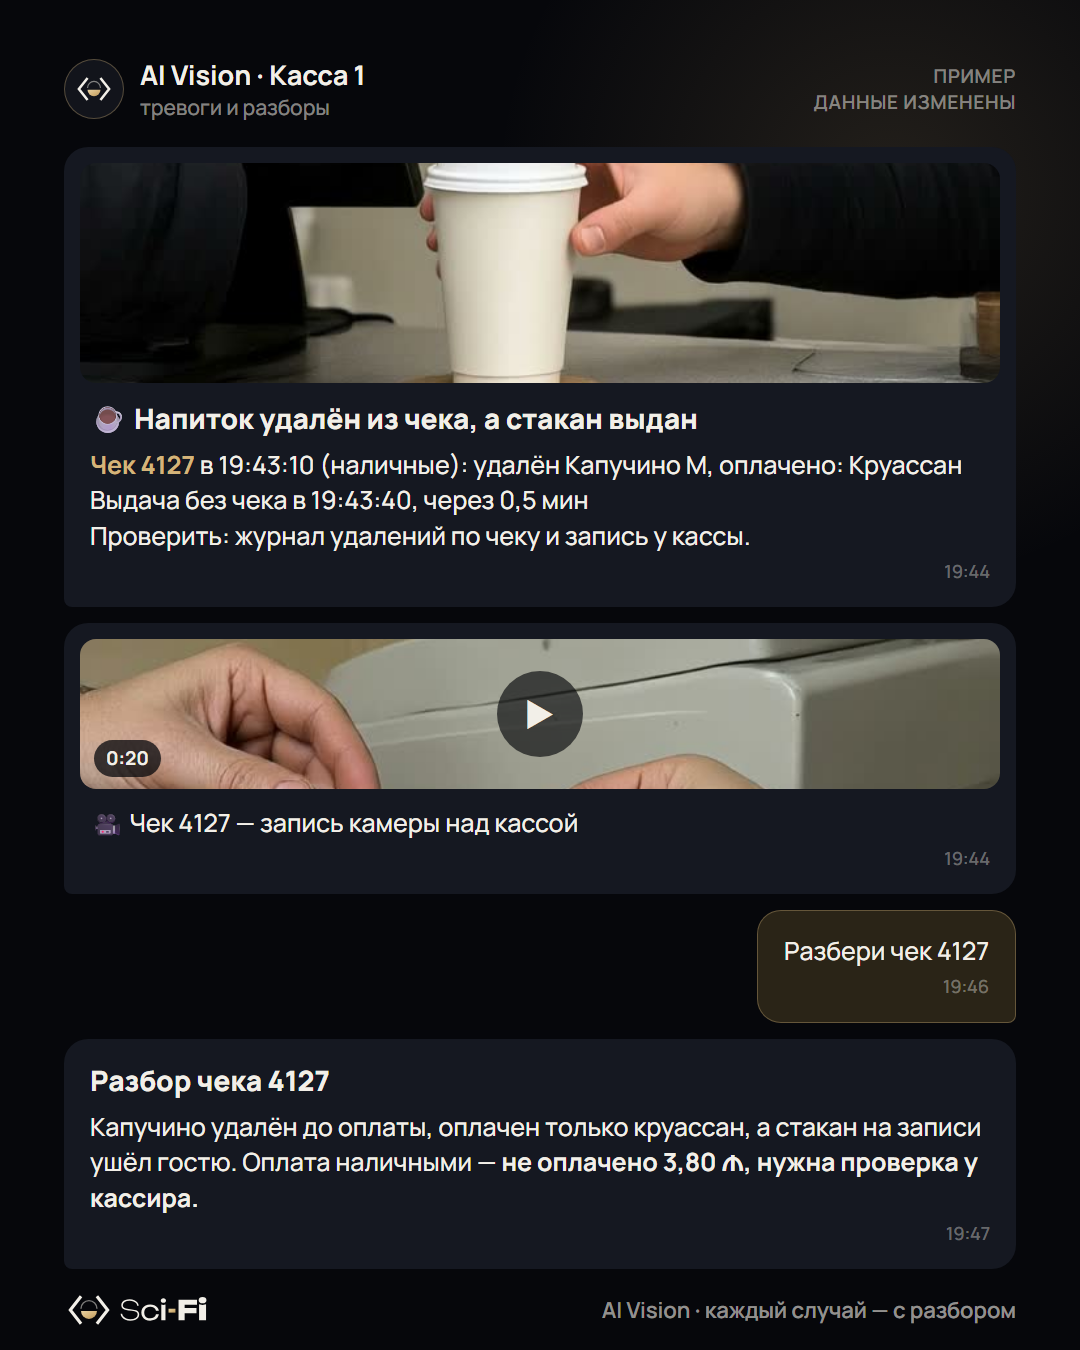 AI Vision · Касса 1
тревоги и разборы
ПРИМЕР
ДАННЫЕ ИЗМЕНЕНЫ
Напиток удалён из чека, а стакан выдан
Чек 4127 в 19:43:10 (наличные): удалён Капучино М, оплачено: Круассан
Выдача без чека в 19:43:40, через 0,5 мин
Проверить: журнал удалений по чеку и запись у кассы.
19:44
0:20
Чек 4127 — запись камеры над кассой
19:44
Разбери чек 4127
19:46
Разбор чека 4127
Капучино удалён до оплаты, оплачен только круассан, а стакан на записи
ушёл гостю. Оплата наличными — не оплачено 3,80 ₼, нужна проверка у
кассира.
19:47
Sci-Fi
AI Vision · каждый случай — с разбором